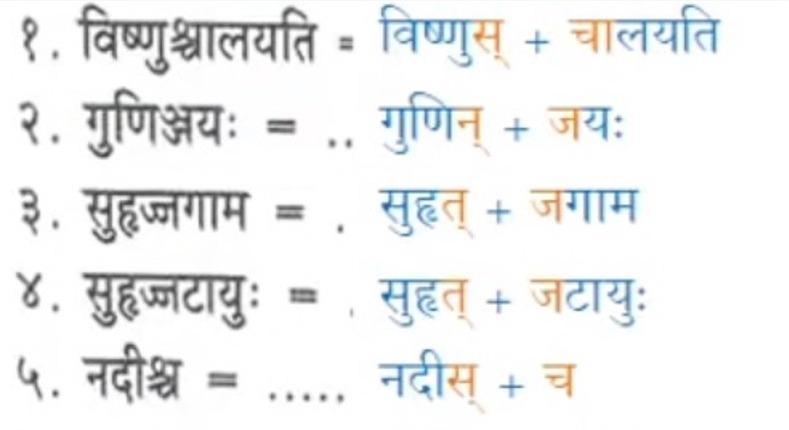 १. विष्णुश्चालयति = विष्णुस् + चालयति
२. गुणिञ्जयः = .. गुणिन् + जयः
३. सुहृज्जगाम = . सुहृत् + जगाम
४. सुहृज्जटायुः = . सुहृत् + जटायुः
५. नदीश्च = ..... नदीस् + च